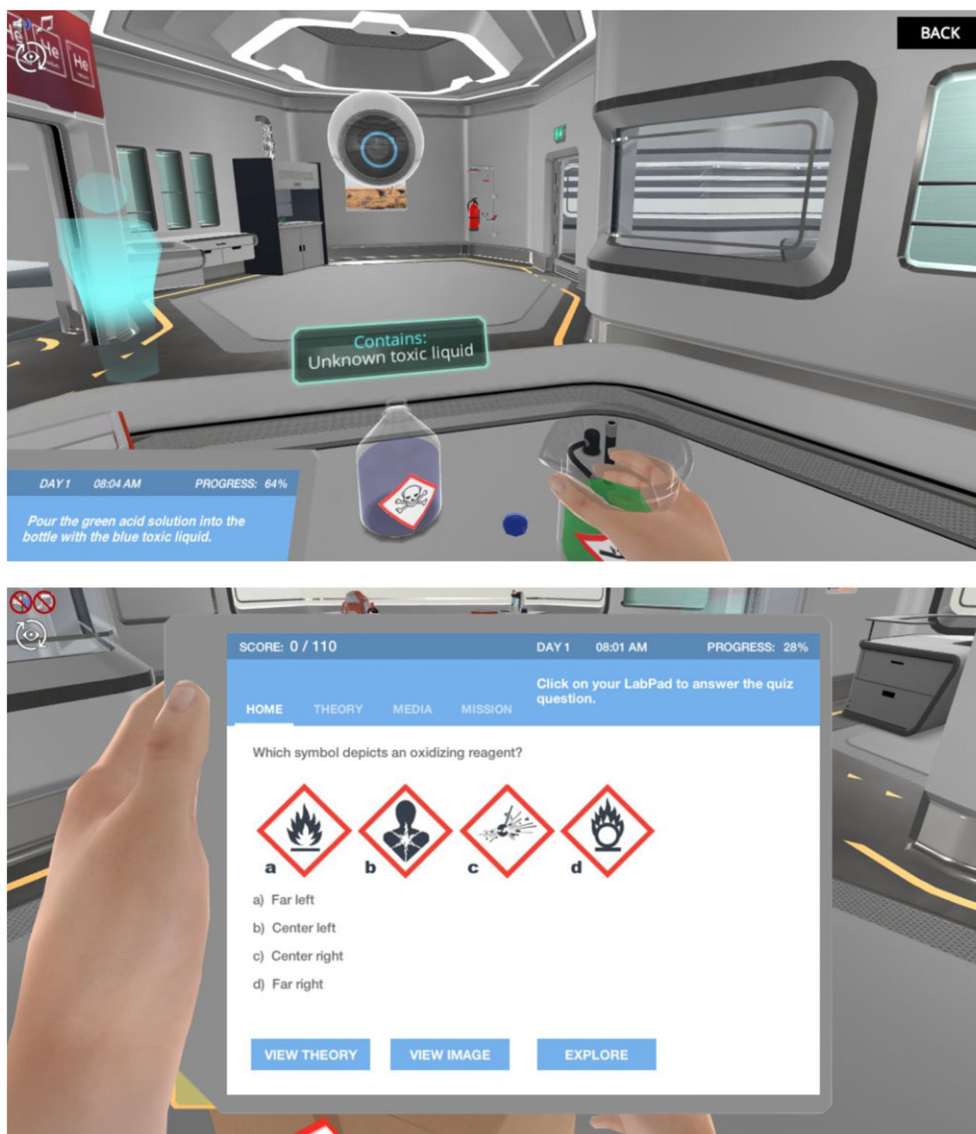 He
He
He
BACK
Contains:
Unknown toxic liquid
DAY 1 08:04 AM PROGRESS: 64%
Pour the green acid solution into the
bottle with the blue toxic liquid.
SCORE: 0 / 110 DAY 1 08:01 AM PROGRESS: 28%
Click on your LabPad to answer the quiz
question.
HOME THEORY MEDIA MISSION
Which symbol depicts an oxidizing reagent?
a b c d
a) Far left
b) Center left
c) Center right
d) Far right
VIEW THEORY VIEW IMAGE EXPLORE